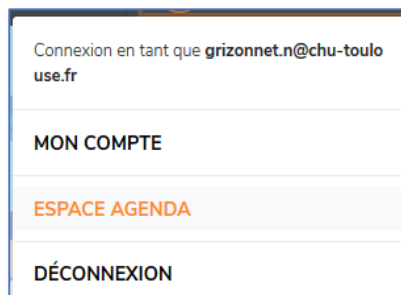 Connexion en tant que grizonnet.n@chu-toulo
use.fr
MON COMPTE
ESPACE AGENDA
DÉCONNEXION